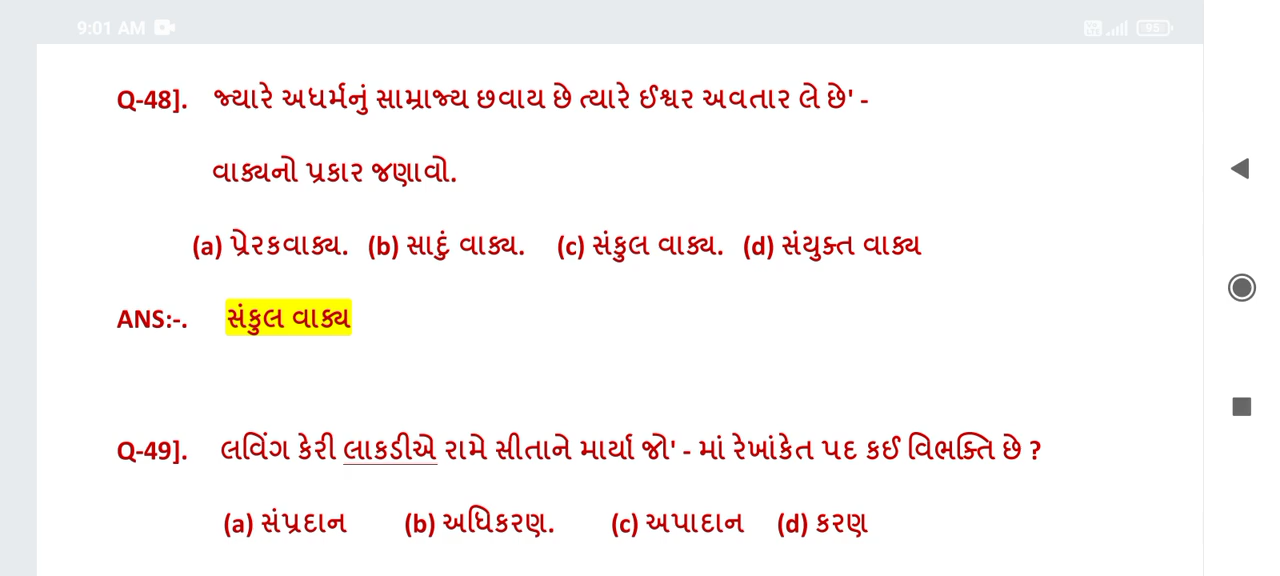 9:01 AM
95
Q-48]. જ્યારે અધર્મનું સામ્રાજ્ય છવાય છે ત્યારે ઈશ્વર અવતાર લે છે' -
વાક્યનો પ્રકાર જણાવો.
(a) પ્રેરકવાક્ય. (b) સાદું વાક્ય. (c) સંકુલ વાક્ય. (d) સંયુક્ત વાક્ય
ANS:-. સંકુલ વાક્ય
Q-49]. લવિંગ કેરી લાકડીએ રામે સીતાને માર્યા જો' - માં રેખાંકેત પદ કઈ વિભક્તિ છે ?
(a) સંપ્રદાન (b) અધિકરણ. (c) અપાદાન (d) કરણ